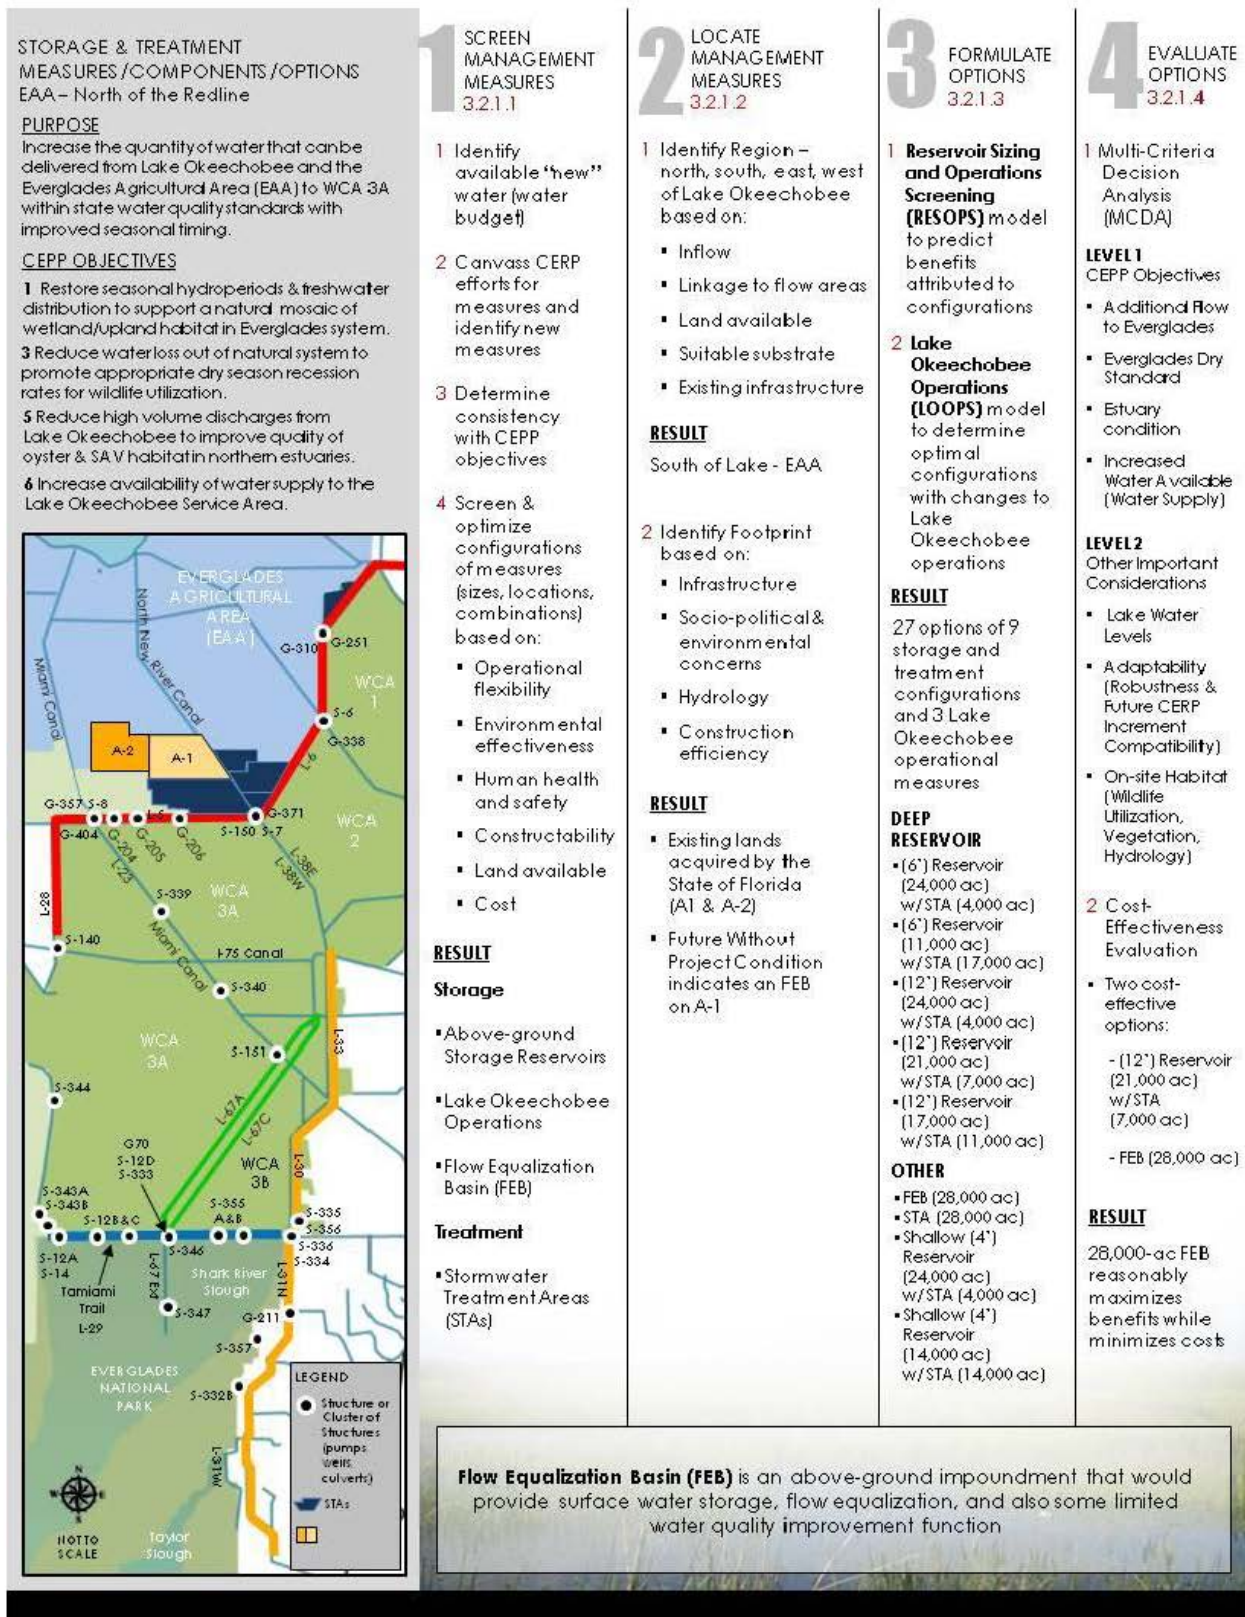 STORAGE & TREATMENT
MEASURES/COMPONENTS/OPTIONS
EAA – North of the Redline
PURPOSE
Increase the quantity of water that can be
delivered from Lake Okeechobee and the
Everglades Agricultural Area (EAA) to WCA 3A
within state water quality standards with
improved seasonal timing.
CEPP OBJECTIVES
1 Restore seasonal hydroperiods & freshwater
distribution to support a natural mosaic of
wetland/upland habitat in Everglades system.
3 Reduce water loss out of natural system to
promote appropriate dry season recession
rates for wildlife utilization.
5 Reduce high volume discharges from
Lake Okeechobee to improve quality of
oyster & SAV habitat in northern estuaries.
6 Increase availability of water supply to the
Lake Okeechobee Service Area.
EVERGLADES
AGRICULTURAL
AREA
(EAA)
North New River Canal
Miami Canal
G-310
G-251
WCA
1
S-6
G-338
L-6
A-2
A-1
G-357 S-8
L-5
G-371
G-404
G-204
G-205
G-206
S-150 S-7
WCA
2
L-23
L-38E
L-38W
L-28
S-339
WCA
3A
S-140
Miami Canal
I-75 Canal
S-340
WCA
3A
S-151
L-33
S-344
L-67A
L-67C
G70
S-12D
S-333
WCA
3B
L-30
S-343A
S-343B
S-12B&C
S-355
A&B
S-335
S-356
S-336
S-334
S-12A
S-14
S-346
Tamiami
Trail
L-29
L-67 Ext
Shark River
Slough
L-31N
S-347
G-211
S-357
EVERGLADES
NATIONAL
PARK
S-332B
L-31W
Taylor
Slough
N
W
E
S
NOT TO
SCALE
LEGEND
Structure or
Cluster of
Structures
(pumps
weirs
culverts)
STAs
1
SCREEN
MANAGEMENT
MEASURES
3.2.1.1
1 Identify
available "new"
water (water
budget)
2 Canvass CERP
efforts for
measures and
identify new
measures
3 Determine
consistency
with CEPP
objectives
4 Screen &
optimize
configurations
of measures
(sizes, locations,
combinations)
based on:
▪ Operational
flexibility
▪ Environmental
effectiveness
▪ Human health
and safety
▪ Constructability
▪ Land available
▪ Cost
RESULT
Storage
▪Above-ground
Storage Reservoirs
▪Lake Okeechobee
Operations
▪Flow Equalization
Basin (FEB)
Treatment
▪Stormwater
Treatment Areas
(STAs)
2
LOCATE
MANAGEMENT
MEASURES
3.2.1.2
1 Identify Region –
north, south, east, west
of Lake Okeechobee
based on:
▪ Inflow
▪ Linkage to flow areas
▪ Land available
▪ Suitable substrate
▪ Existing infrastructure
RESULT
South of Lake - EAA
2 Identify Footprint
based on:
▪ Infrastructure
▪ Socio-political &
environmental
concerns
▪ Hydrology
▪ Construction
efficiency
RESULT
▪ Existing lands
acquired by the
State of Florida
(A1 & A-2)
▪ Future Without
Project Condition
indicates an FEB
on A-1
3
FORMULATE
OPTIONS
3.2.1.3
1 Reservoir Sizing
and Operations
Screening
(RESOPS) model
to predict
benefits
attributed to
configurations
2 Lake
Okeechobee
Operations
(LOOPS) model
to determine
optimal
configurations
with changes to
Lake
Okeechobee
operations
RESULT
27 options of 9
storage and
treatment
configurations
and 3 Lake
Okeechobee
operational
measures
DEEP
RESERVOIR
▪(6') Reservoir
(24,000 ac)
w/STA (4,000 ac)
▪(6') Reservoir
(11,000 ac)
w/STA (17,000 ac)
▪(12') Reservoir
(24,000 ac)
w/STA (4,000 ac)
▪(12') Reservoir
(21,000 ac)
w/STA (7,000 ac)
▪(12') Reservoir
(17,000 ac)
w/STA (11,000 ac)
OTHER
▪FEB (28,000 ac)
▪STA (28,000 ac)
▪Shallow (4')
Reservoir
(24,000 ac)
w/STA (4,000 ac)
▪Shallow (4')
Reservoir
(14,000 ac)
w/STA (14,000 ac)
4
EVALUATE
OPTIONS
3.2.1.4
1 Multi-Criteria
Decision
Analysis
(MCDA)
LEVEL 1
CEPP Objectives
▪ Additional Flow
to Everglades
▪ Everglades Dry
Standard
▪ Estuary
condition
▪ Increased
Water Available
(Water Supply)
LEVEL 2
Other Important
Considerations
▪ Lake Water
Levels
▪ Adaptability
(Robustness &
Future CERP
Increment
Compatibility)
▪ On-site Habitat
(Wildlife
Utilization,
Vegetation,
Hydrology)
2 Cost-
Effectiveness
Evaluation
▪ Two cost-
effective
options:
- (12') Reservoir
(21,000 ac)
w/STA
(7,000 ac)
- FEB (28,000 ac)
RESULT
28,000-ac FEB
reasonably
maximizes
benefits while
minimizes costs
Flow Equalization Basin (FEB) is an above-ground impoundment that would
provide surface water storage, flow equalization, and also some limited
water quality improvement function